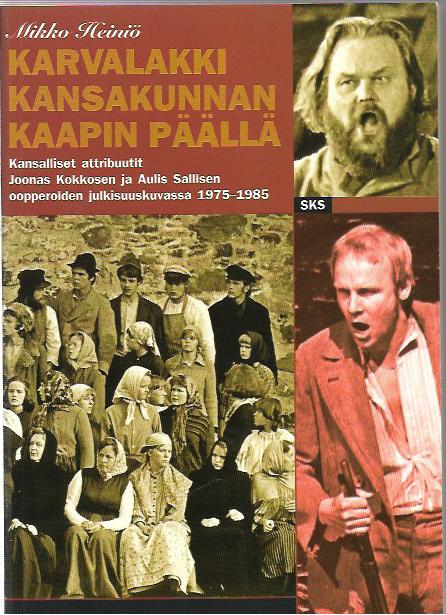 Mikko Heiniö
KARVALAKKI
KANSAKUNNAN
KAAPIN PÄÄLLÄ
Kansalliset attribuutit
Joonas Kokkosen ja Aulis Sallisen
oopperoiden julkisuuskuvassa 1975–1985
SKS